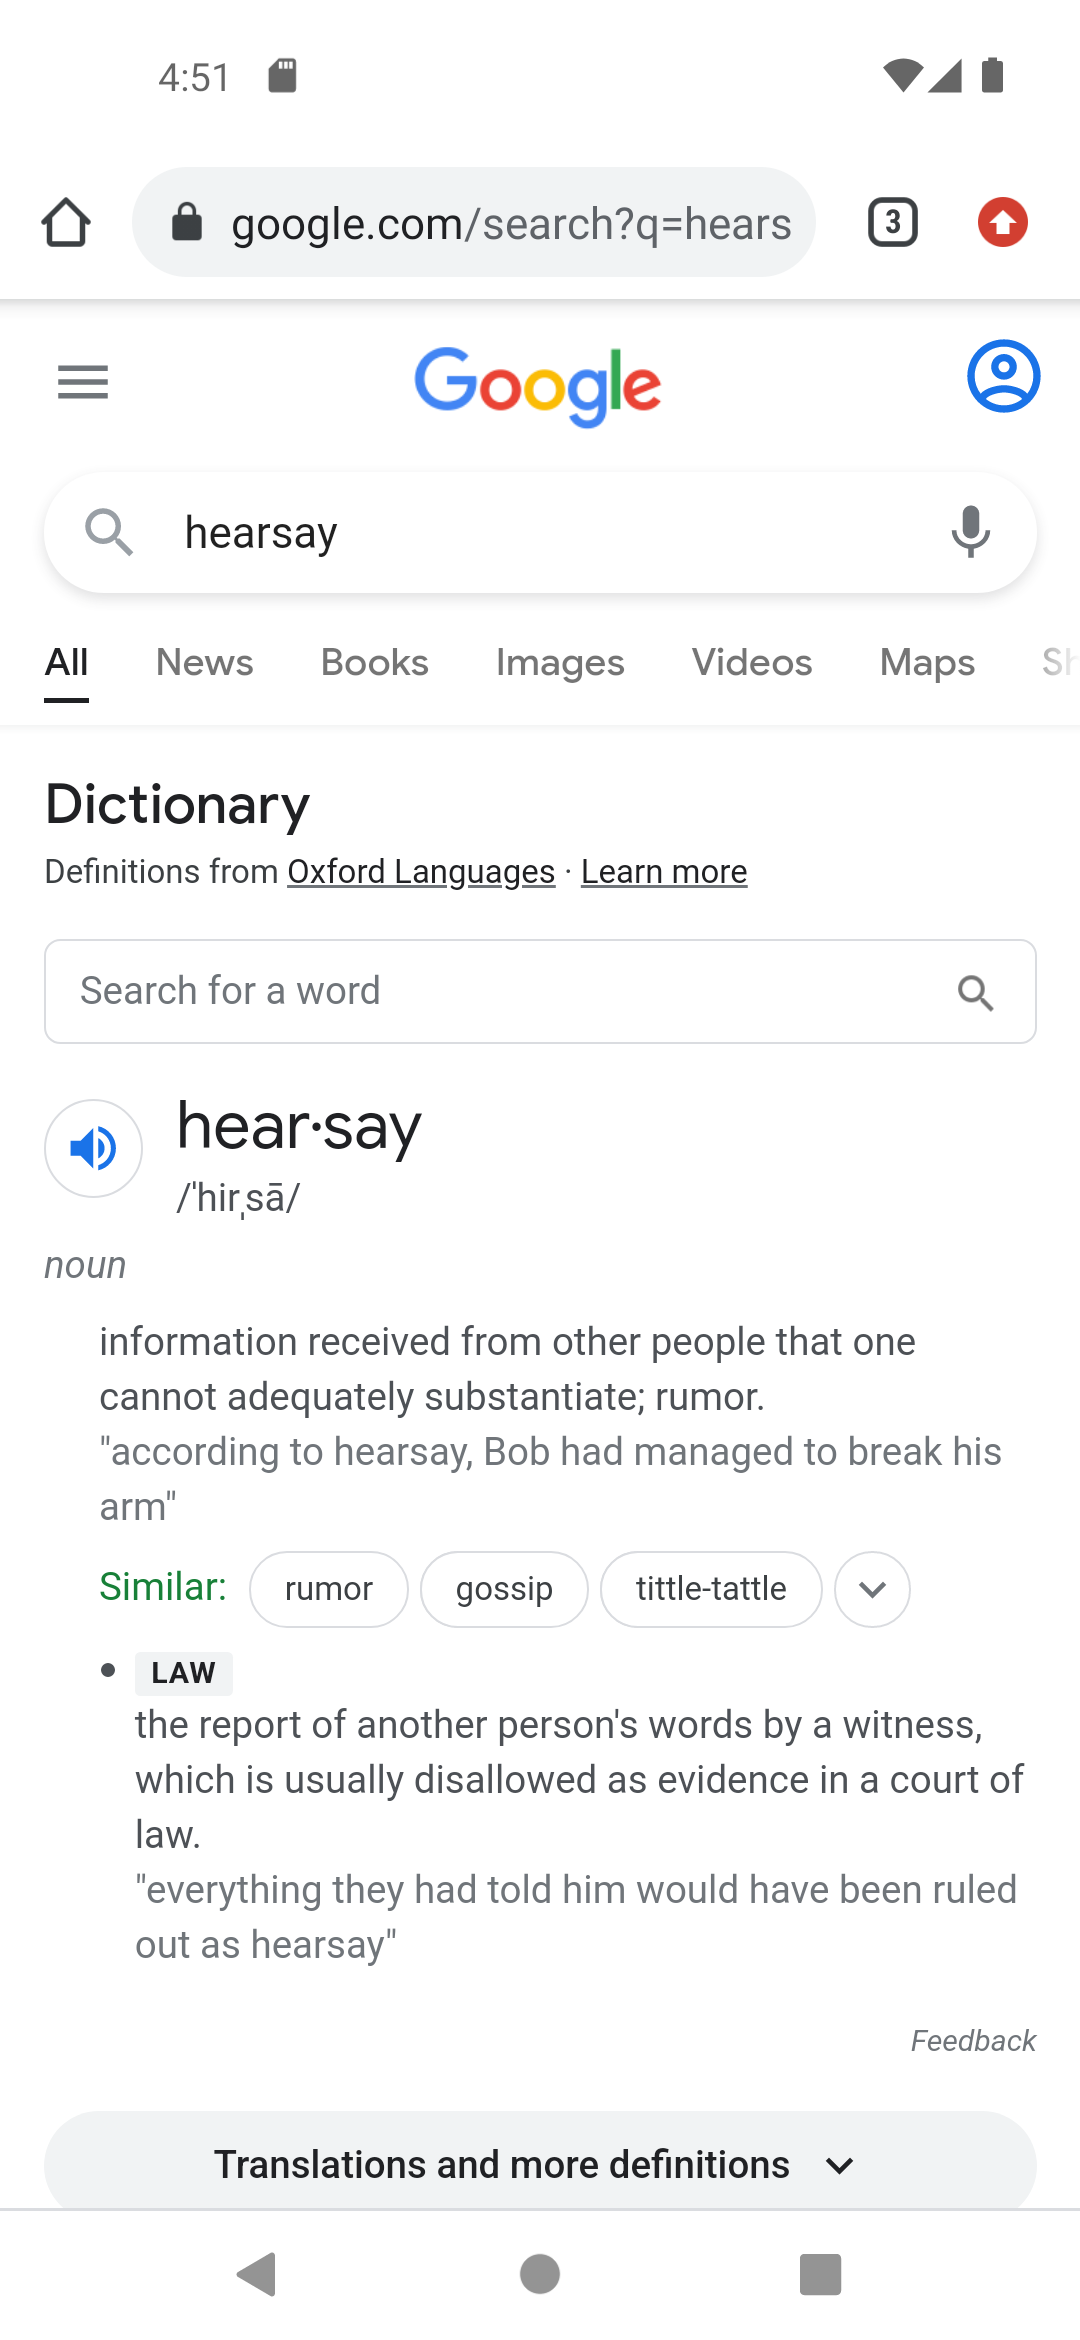 4:51
google.com/search?q=hears
3
Google
hearsay
All News Books Images Videos Maps Sh
Dictionary
Definitions from Oxford Languages · Learn more
Search for a word
hear·say
/ˈhirˌsā/
noun
information received from other people that one
cannot adequately substantiate; rumor.
"according to hearsay, Bob had managed to break his
arm"
Similar: rumor gossip tittle-tattle
• LAW
the report of another person's words by a witness,
which is usually disallowed as evidence in a court of
law.
"everything they had told him would have been ruled
out as hearsay"
Feedback
Translations and more definitions